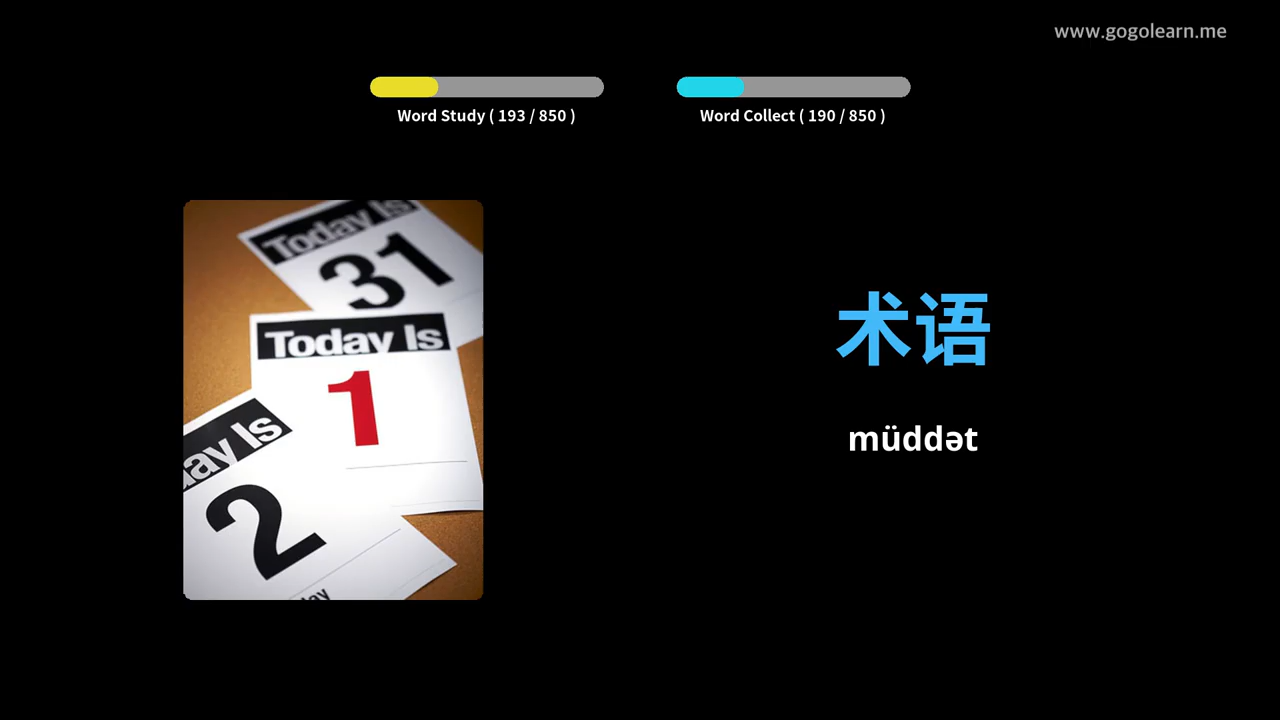 www.gogolearn.me
Word Study ( 193 / 850 )
Word Collect ( 190 / 850 )
Today Is
31
Today Is
1
day Is
2
术语
müddət